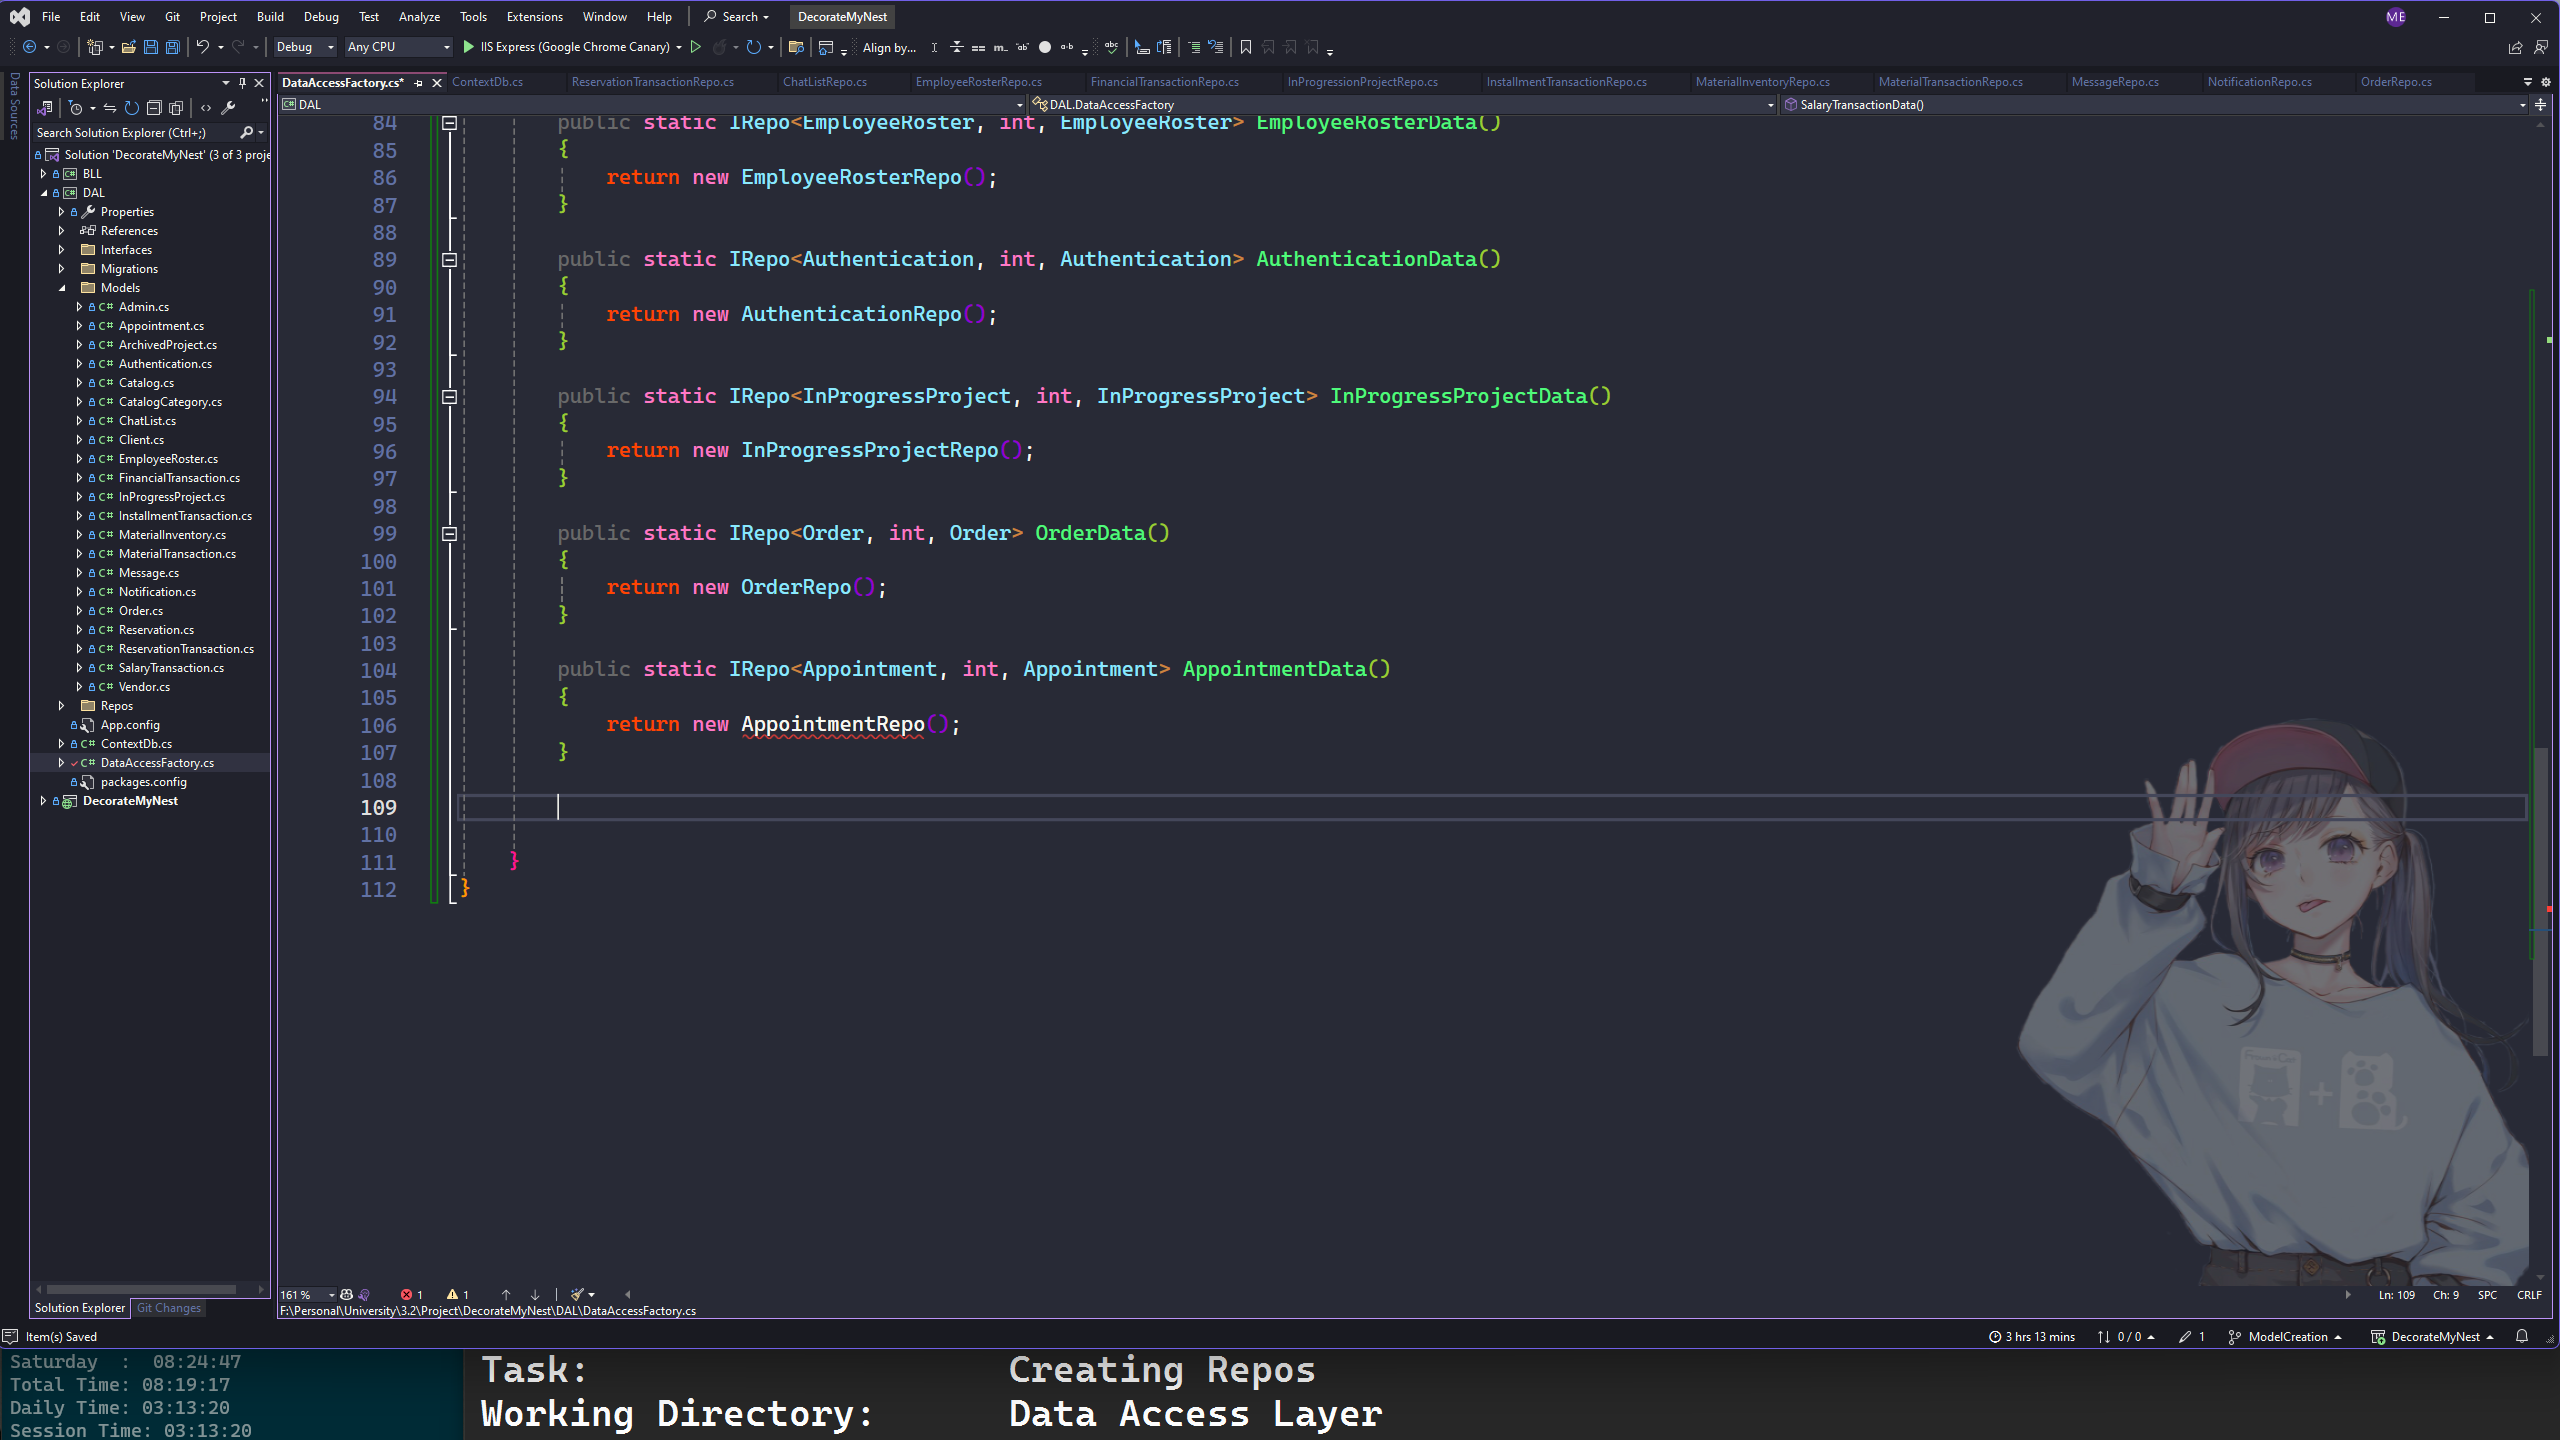 File Edit View Git Project Build Debug Test Analyze Tools Extensions Window Help Search DecorateMyNest ME
Debug Any CPU IIS Express (Google Chrome Canary) Align by...
Data Sources
Solution Explorer
Search Solution Explorer (Ctrl+;)
Solution 'DecorateMyNest' (3 of 3 proje
BLL
DAL
Properties
References
Interfaces
Migrations
Models
C# Admin.cs
C# Appointment.cs
C# ArchivedProject.cs
C# Authentication.cs
C# Catalog.cs
C# CatalogCategory.cs
C# ChatList.cs
C# Client.cs
C# EmployeeRoster.cs
C# FinancialTransaction.cs
C# InProgressProject.cs
C# InstallmentTransaction.cs
C# MaterialInventory.cs
C# MaterialTransaction.cs
C# Message.cs
C# Notification.cs
C# Order.cs
C# Reservation.cs
C# ReservationTransaction.cs
C# SalaryTransaction.cs
C# Vendor.cs
Repos
App.config
C# ContextDb.cs
C# DataAccessFactory.cs
packages.config
DecorateMyNest
Solution Explorer Git Changes
DataAccessFactory.cs* ContextDb.cs ReservationTransactionRepo.cs ChatListRepo.cs EmployeeRosterRepo.cs FinancialTransactionRepo.cs InProgressionProjectRepo.cs InstallmentTransactionRepo.cs MaterialInventoryRepo.cs MaterialTransactionRepo.cs MessageRepo.cs NotificationRepo.cs OrderRepo.cs
DAL DAL.DataAccessFactory SalaryTransactionData()
84 public static IRepo<EmployeeRoster, int, EmployeeRoster> EmployeeRosterData()
85 {
86 return new EmployeeRosterRepo();
87 }
88
89 public static IRepo<Authentication, int, Authentication> AuthenticationData()
90 {
91 return new AuthenticationRepo();
92 }
93
94 public static IRepo<InProgressProject, int, InProgressProject> InProgressProjectData()
95 {
96 return new InProgressProjectRepo();
97 }
98
99 public static IRepo<Order, int, Order> OrderData()
100 {
101 return new OrderRepo();
102 }
103
104 public static IRepo<Appointment, int, Appointment> AppointmentData()
105 {
106 return new AppointmentRepo();
107 }
108
109
110
111 }
112 }
161 % 1 1 Ln: 109 Ch: 9 SPC CRLF
F:\Personal\University\3.2\Project\DecorateMyNest\DAL\DataAccessFactory.cs
Item(s) Saved 3 hrs 13 mins 0 / 0 1 ModelCreation DecorateMyNest
Saturday : 08:24:47
Total Time: 08:19:17
Daily Time: 03:13:20
Session Time: 03:13:20
Task: Creating Repos
Working Directory: Data Access Layer